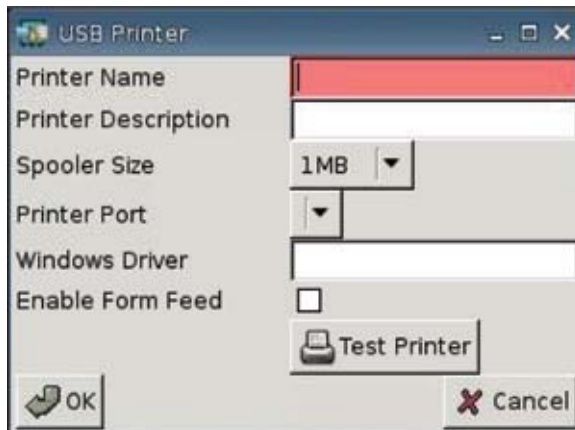 USB Printer
Printer Name
Printer Description
Spooler Size 1MB
Printer Port
Windows Driver
Enable Form Feed
Test Printer
OK Cancel